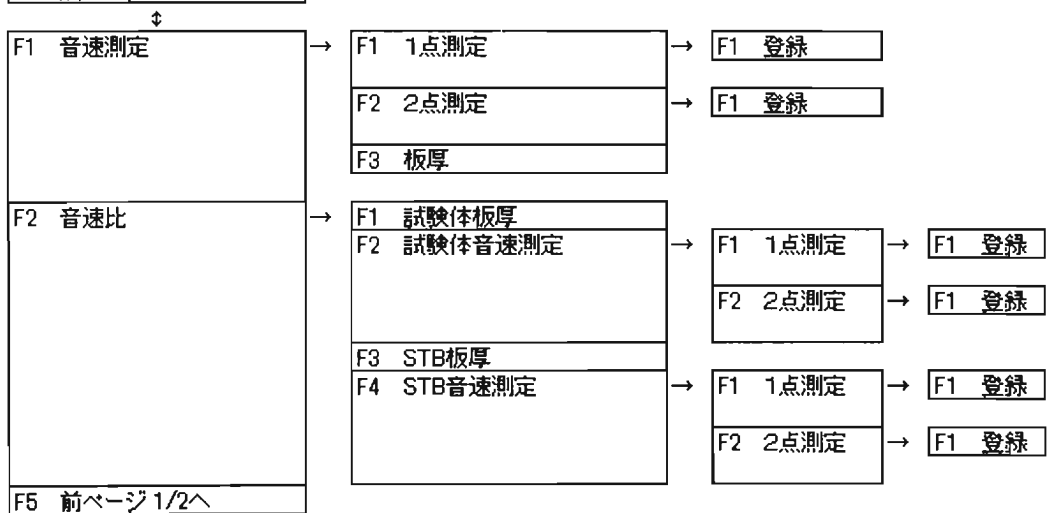 ↕
F1 音速測定 → F1 1点測定 → F1 登録
F2 2点測定 → F1 登録
F3 板厚
F2 音速比 → F1 試験体板厚
F2 試験体音速測定 → F1 1点測定 → F1 登録
F2 2点測定 → F1 登録
F3 STB板厚
F4 STB音速測定 → F1 1点測定 → F1 登録
F2 2点測定 → F1 登録
F5 前ページ1/2へ